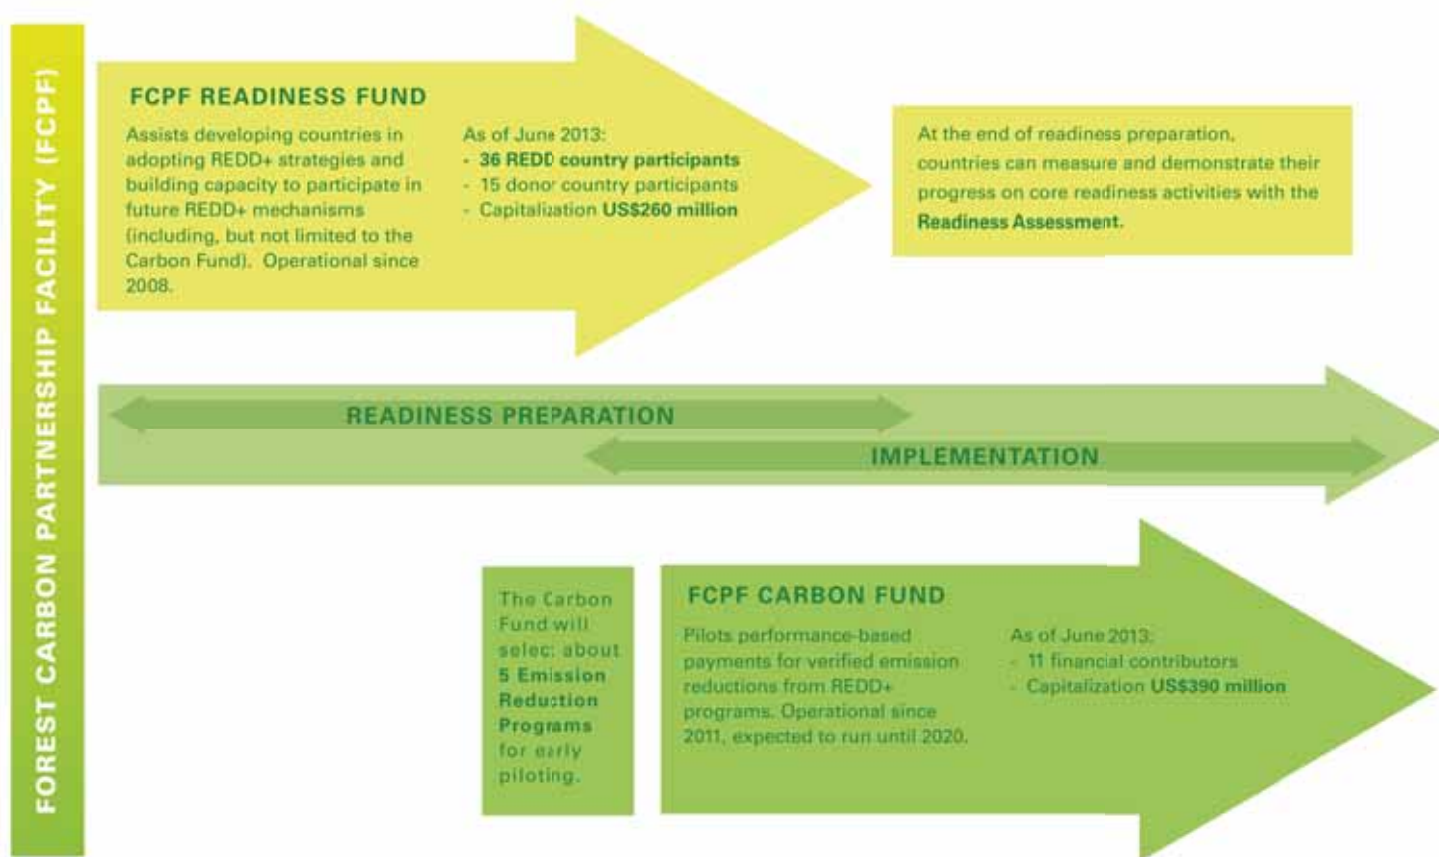 FOREST CARBON PARTNERSHIP FACILITY (FCPF)
FCPF READINESS FUND
Assists developing countries in
adopting REDD+ strategies and
building capacity to participate in
future REDD+ mechanisms
(including, but not limited to the
Carbon Fund). Operational since
2008.
As of June 2013:
- 36 REDD country participants
- 15 donor country participants
- Capitalization US$260 million
At the end of readiness preparation,
countries can measure and demonstrate their
progress on core readiness activities with the
Readiness Assessment.
READINESS PREPARATION
IMPLEMENTATION
The Carbon
Fund will
select about
5 Emission
Reduction
Programs
for early
piloting.
FCPF CARBON FUND
Pilots performance-based
payments for verified emission
reductions from REDD+
programs. Operational since
2011, expected to run until 2020.
As of June 2013:
- 11 financial contributors
- Capitalization US$390 million